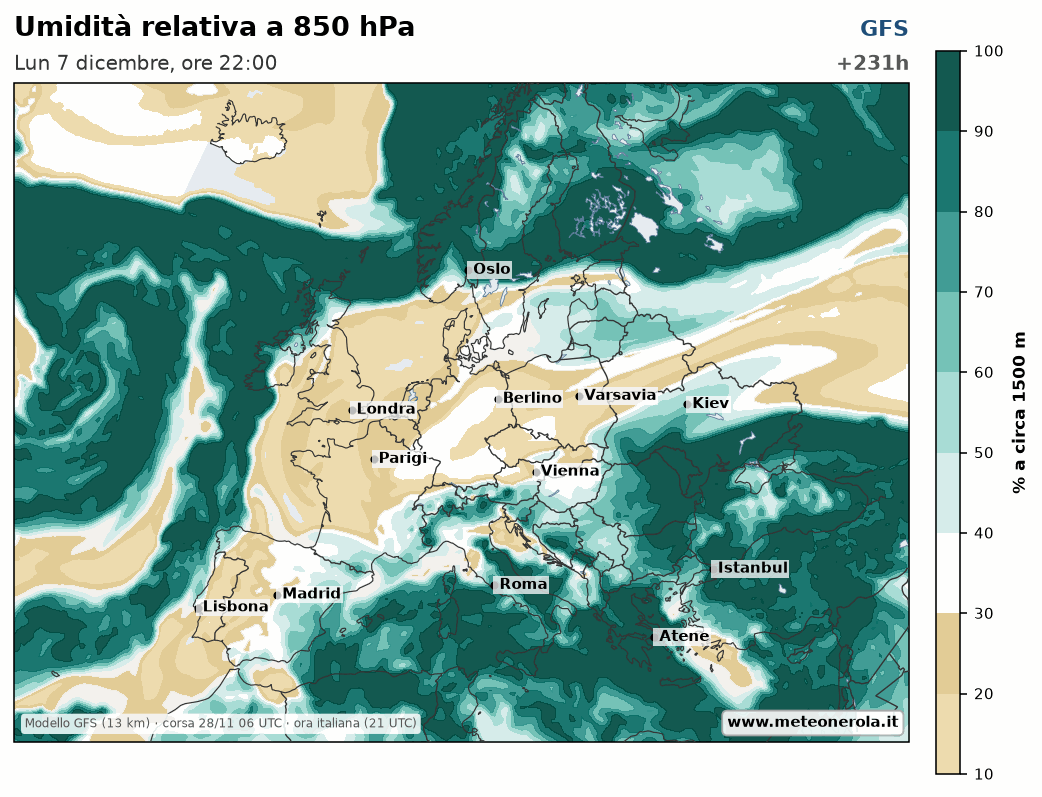 Umidità relativa a 850 hPa
GFS
Lun 7 dicembre, ore 22:00
+231h
100
90
80
70
60
50
40
30
20
10
% a circa 1500 m
Oslo
Londra
Berlino
Varsavia
Kiev
Parigi
Vienna
Lisbona
Madrid
Roma
Istanbul
Atene
Modello GFS (13 km) · corsa 28/11 06 UTC · ora italiana (21 UTC)
www.meteonerola.it